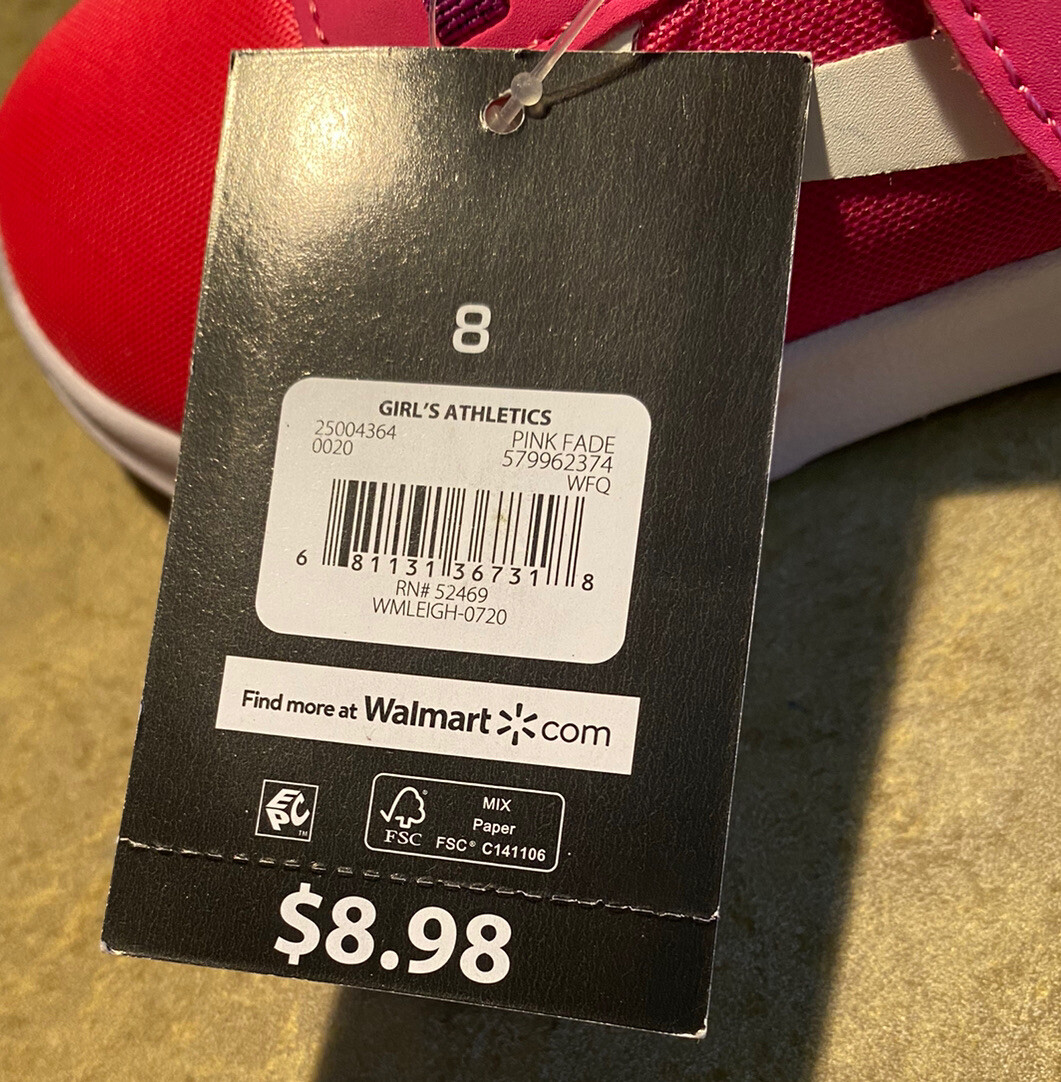 8
GIRL'S ATHLETICS
25004364
0020
PINK FADE
579962374
WFQ
6 81131 36731 8
RN# 52469
WMLEIGH-0720
Find more at Walmart com
EPC TM
FSC
MIX
Paper
FSC® C141106
$8.98